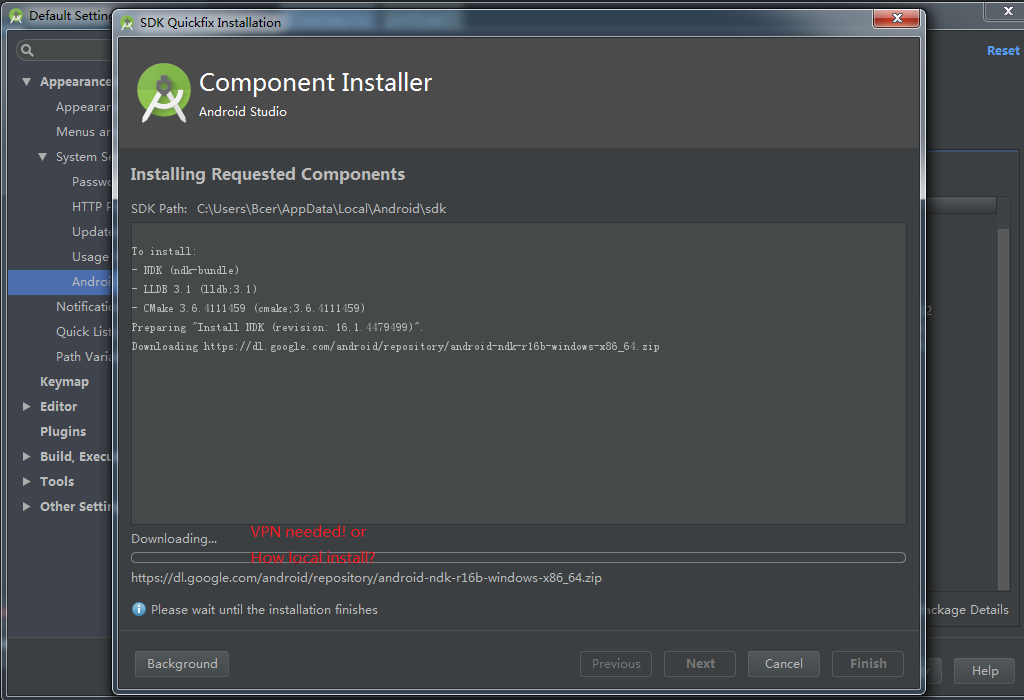 Default Setting
SDK Quickfix Installation
Reset
Component Installer
Android Studio
Appearance
Appearan
Menus an
System Se
Passwo
HTTP P
Update
Usage
Androi
Notificatio
Quick List
Path Varia
Keymap
Editor
Plugins
Build, Execu
Tools
Other Settin
Installing Requested Components
SDK Path: C:\Users\Bcer\AppData\Local\Android\sdk
To install:
- NDK (ndk-bundle)
- LLDB 3.1 (lldb;3.1)
- CMake 3.6.4111459 (cmake;3.6.4111459)
Preparing "Install NDK (revision: 16.1.4479499)".
Downloading https://dl.google.com/android/repository/android-ndk-r16b-windows-x86_64.zip
2
VPN needed! or
Downloading...
How local install?
https://dl.google.com/android/repository/android-ndk-r16b-windows-x86_64.zip
Please wait until the installation finishes
ackage Details
Background
Previous
Next
Cancel
Finish
Help